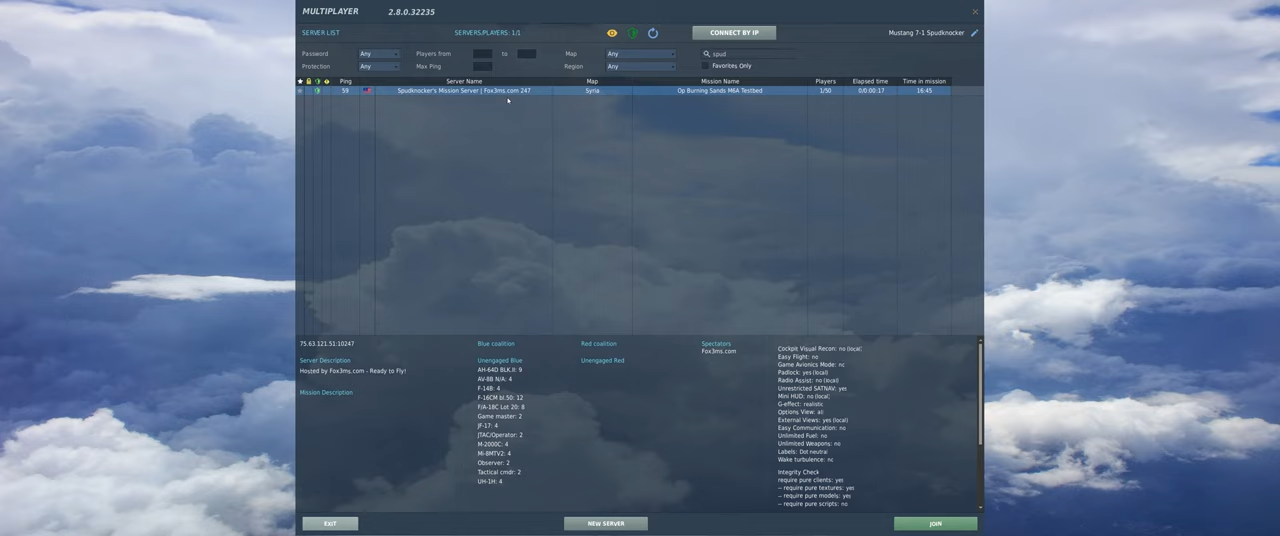 MULTIPLAYER 2.8.0.32235
SERVER LIST SERVERS/PLAYERS: 1/1 CONNECT BY IP Mustang 7-1 Spudknocker
Password Any Players from to Map Any spud
Protection Any Max Ping Region Any Favorites Only
Ping Server Name Map Mission Name Players Elapsed time Time in mission
59 Spudknocker's Mission Server | Fox3ms.com 247 Syria Op Burning Sands M6A Testbed 1/50 0/0:00:17 16:45
75.63.121.51:10247
Server Description
Hosted by Fox3ms.com - Ready to Fly!
Mission Description
Blue coalition
Unengaged Blue
AH-64D BLK.II: 9
AV-8B N/A: 4
F-14B: 4
F-16CM bl.50: 12
F/A-18C Lot 20: 8
Game master: 2
JF-17: 4
JTAC/Operator: 2
M-2000C: 4
Mi-8MTV2: 4
Observer: 2
Tactical cmdr: 2
UH-1H: 4
Red coalition
Unengaged Red
Spectators
Fox3ms.com
Cockpit Visual Recon: no (local)
Easy Flight: no
Game Avionics Mode: no
Padlock: yes (local)
Radio Assist: no (local)
Unrestricted SATNAV: yes
Mini HUD: no (local)
G-effect: realistic
Options View: all
External Views: yes (local)
Easy Communication: no
Unlimited Fuel: no
Unlimited Weapons: no
Labels: Dot neutral
Wake turbulence: no
Integrity Check
require pure clients: yes
-- require pure textures: yes
-- require pure models: yes
-- require pure scripts: no
EXIT NEW SERVER JOIN